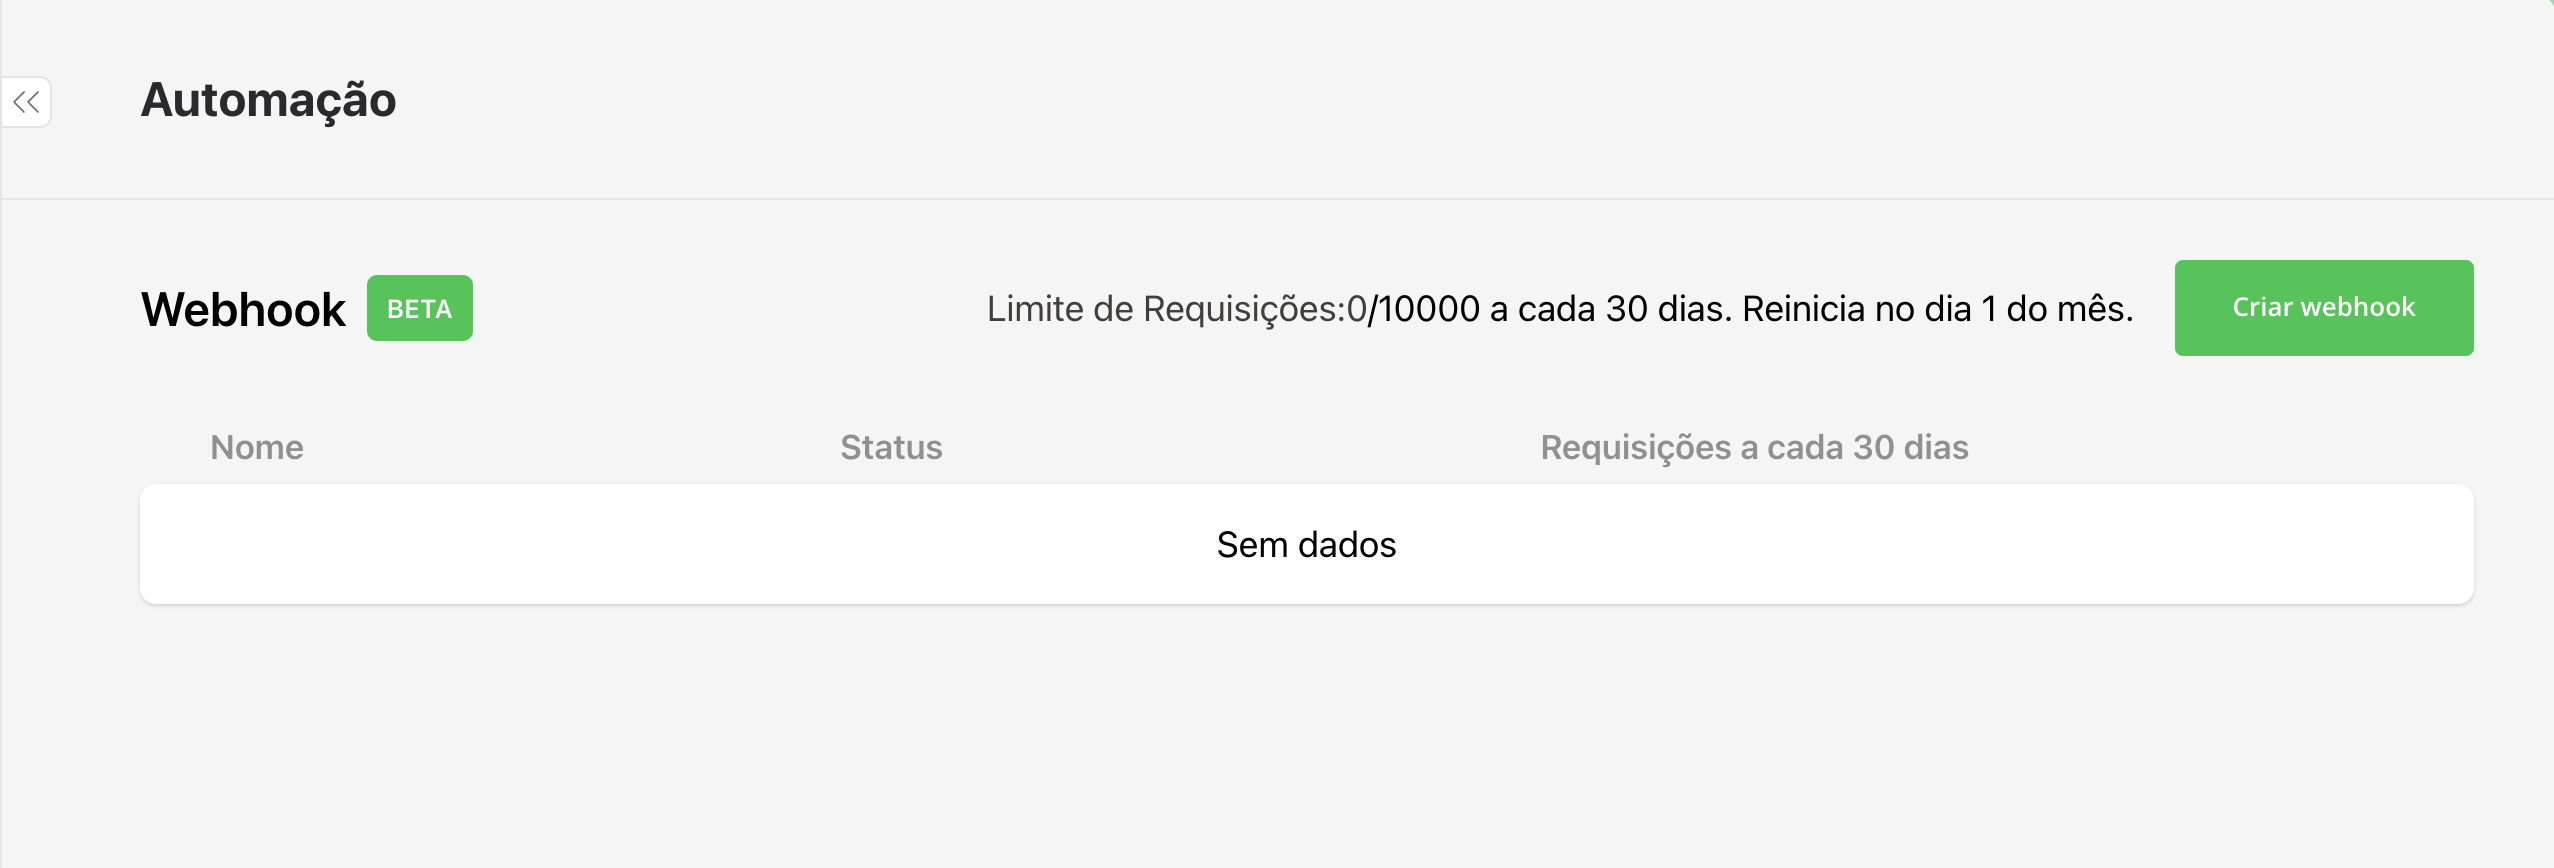 Automação
Webhook BETA
Limite de Requisições:0/10000 a cada 30 dias. Reinicia no dia 1 do mês.
Criar webhook
Nome Status Requisições a cada 30 dias
Sem dados